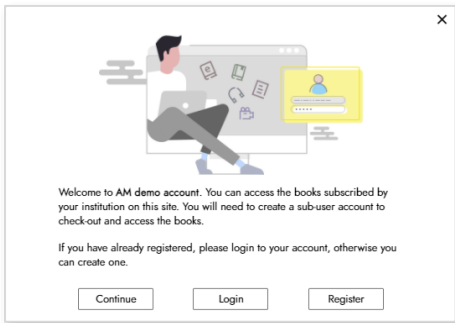 Welcome to AM demo account. You can access the books subscribed by
your institution on this site. You will need to create a sub-user account to
check-out and access the books.
If you have already registered, please login to your account, otherwise you
can create one.
Continue
Login
Register